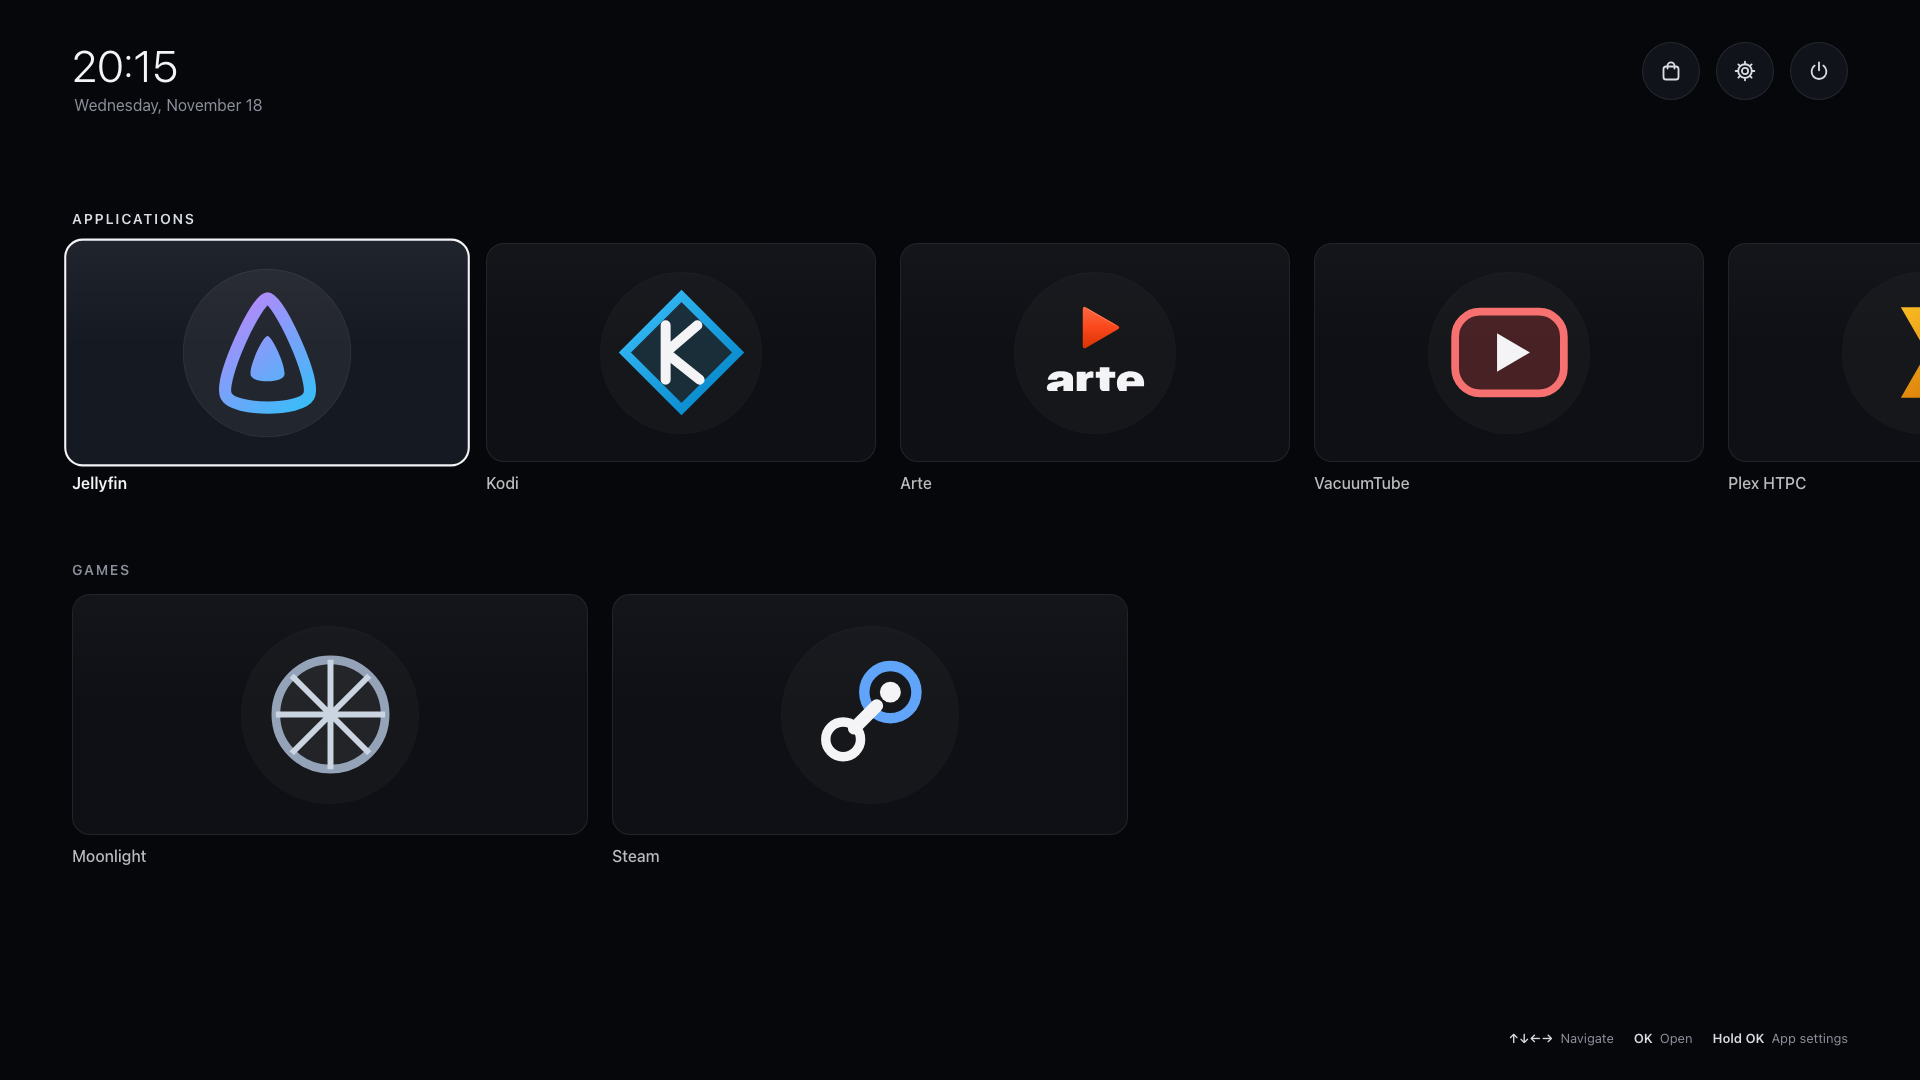 20:15
Wednesday, November 18
APPLICATIONS
K
arte
Jellyfin
Kodi
Arte
VacuumTube
Plex HTPC
GAMES
Moonlight
Steam
↑↓←→ Navigate OK Open Hold OK App settings